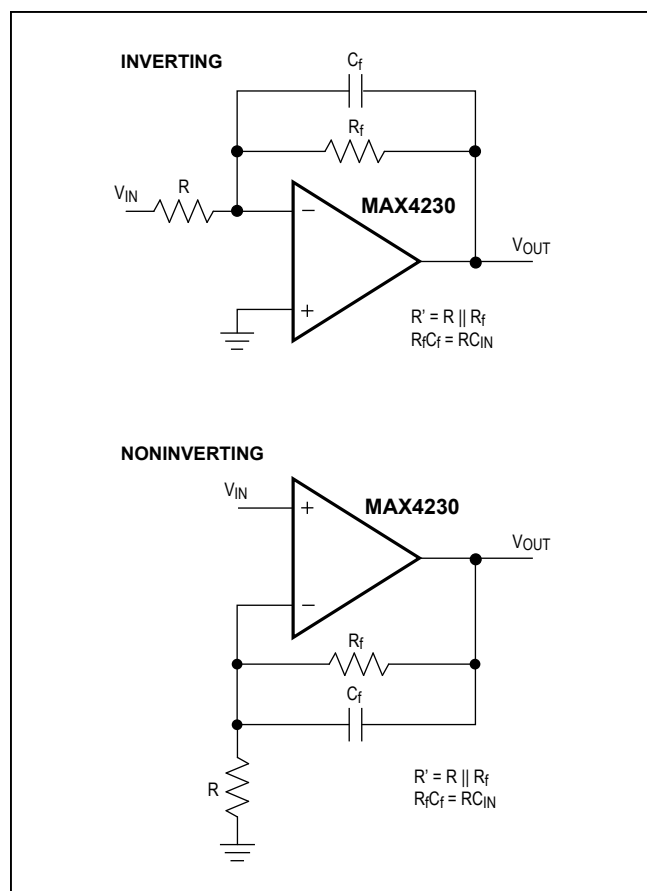 INVERTING
Cf
Rf
VIN
R
−
MAX4230
VOUT
+
R' = R || Rf
RfCf = RCIN
NONINVERTING
VIN
+
MAX4230
VOUT
−
Rf
Cf
R
R' = R || Rf
RfCf = RCIN